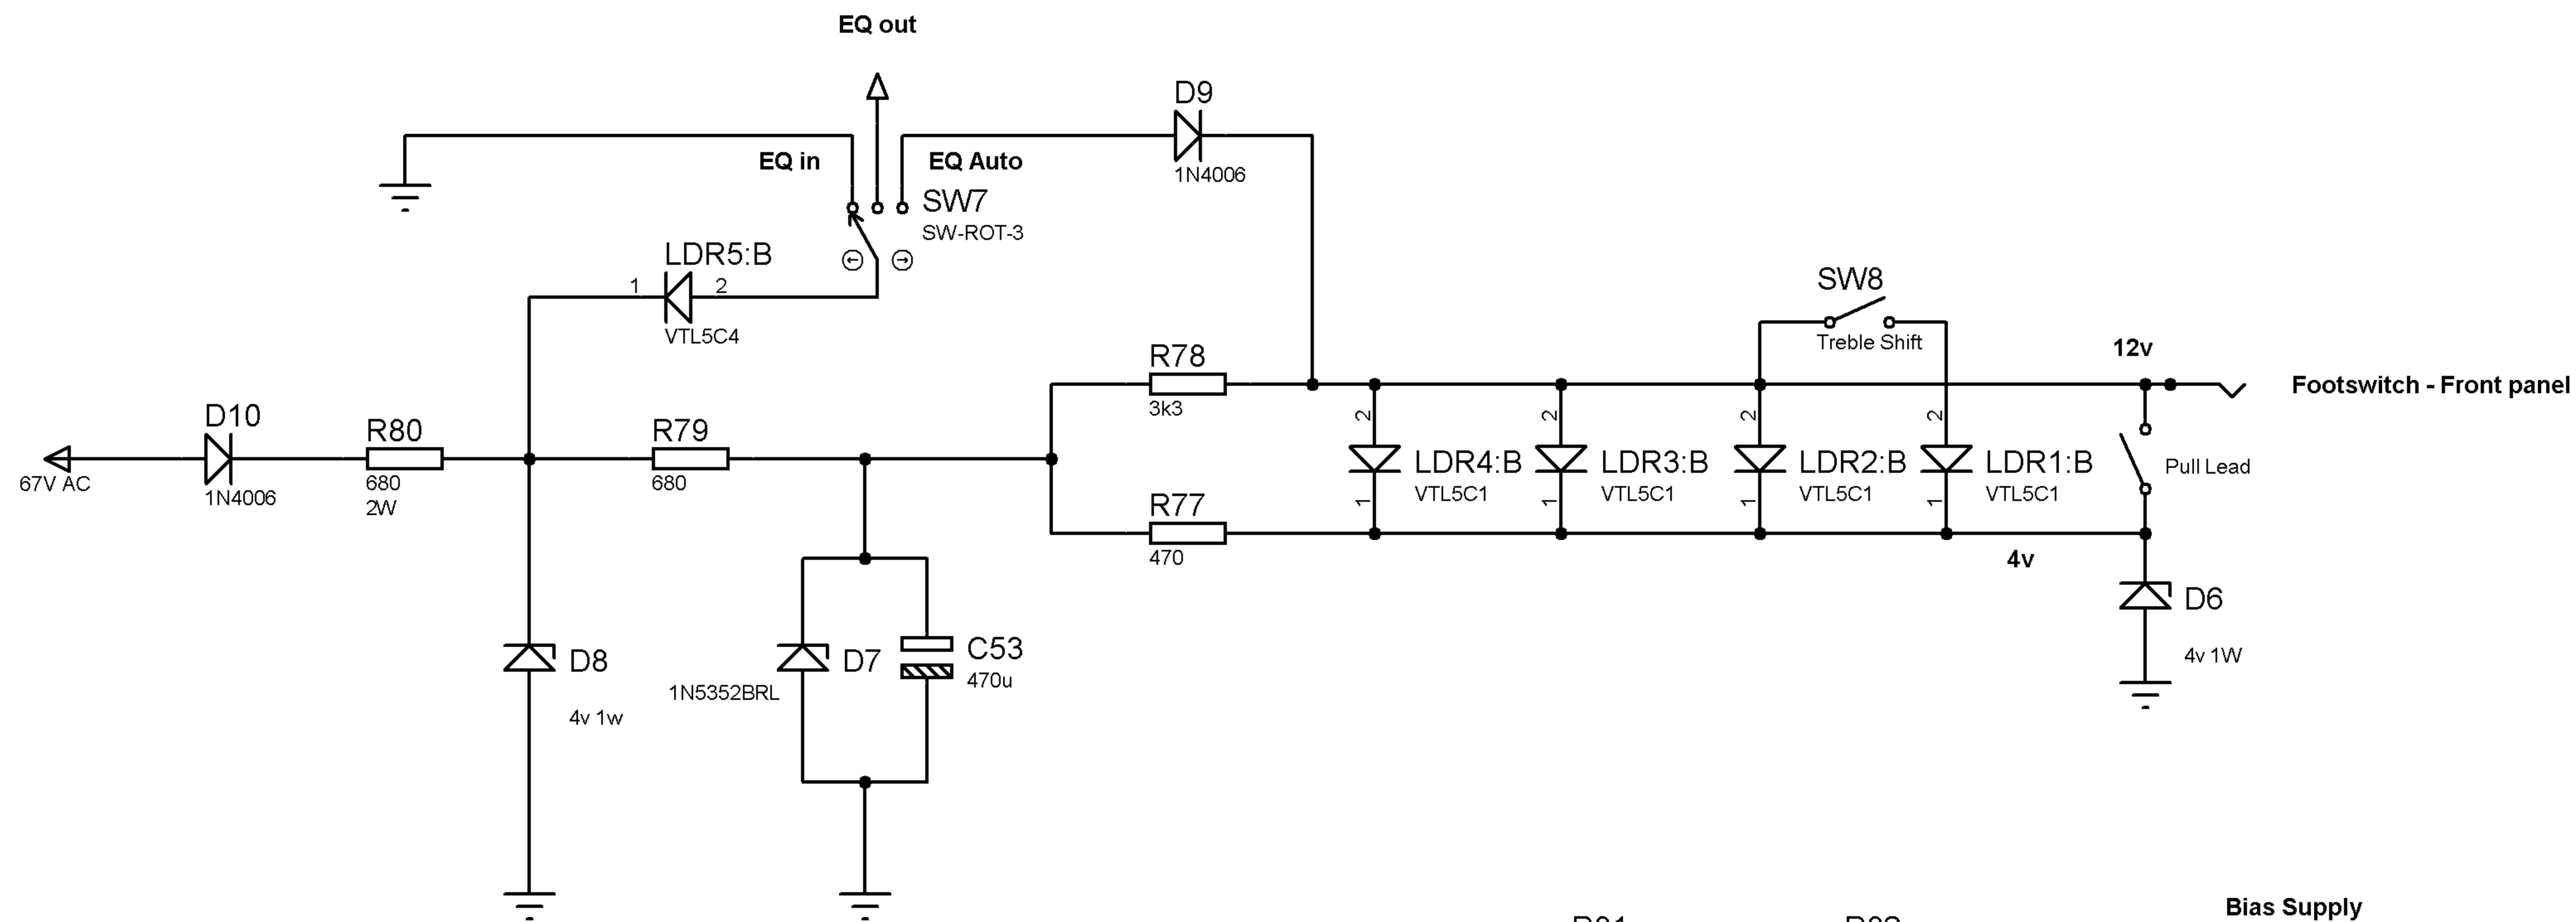 EQ out
D9
1N4006
EQ in
EQ Auto
SW7
SW-ROT-3
LDR5:B
1
2
VTL5C4
SW8
Treble Shift
12v
Footswitch - Front panel
R78
3k3
D10
1N4006
R80
680
2W
R79
680
67V AC
2
2
2
2
LDR4:B
VTL5C1
LDR3:B
VTL5C1
LDR2:B
VTL5C1
LDR1:B
VTL5C1
Pull Lead
1
1
1
1
R77
470
4v
D6
4v 1W
D8
4v 1w
D7
1N5352BRL
C53
470u
Bias Supply